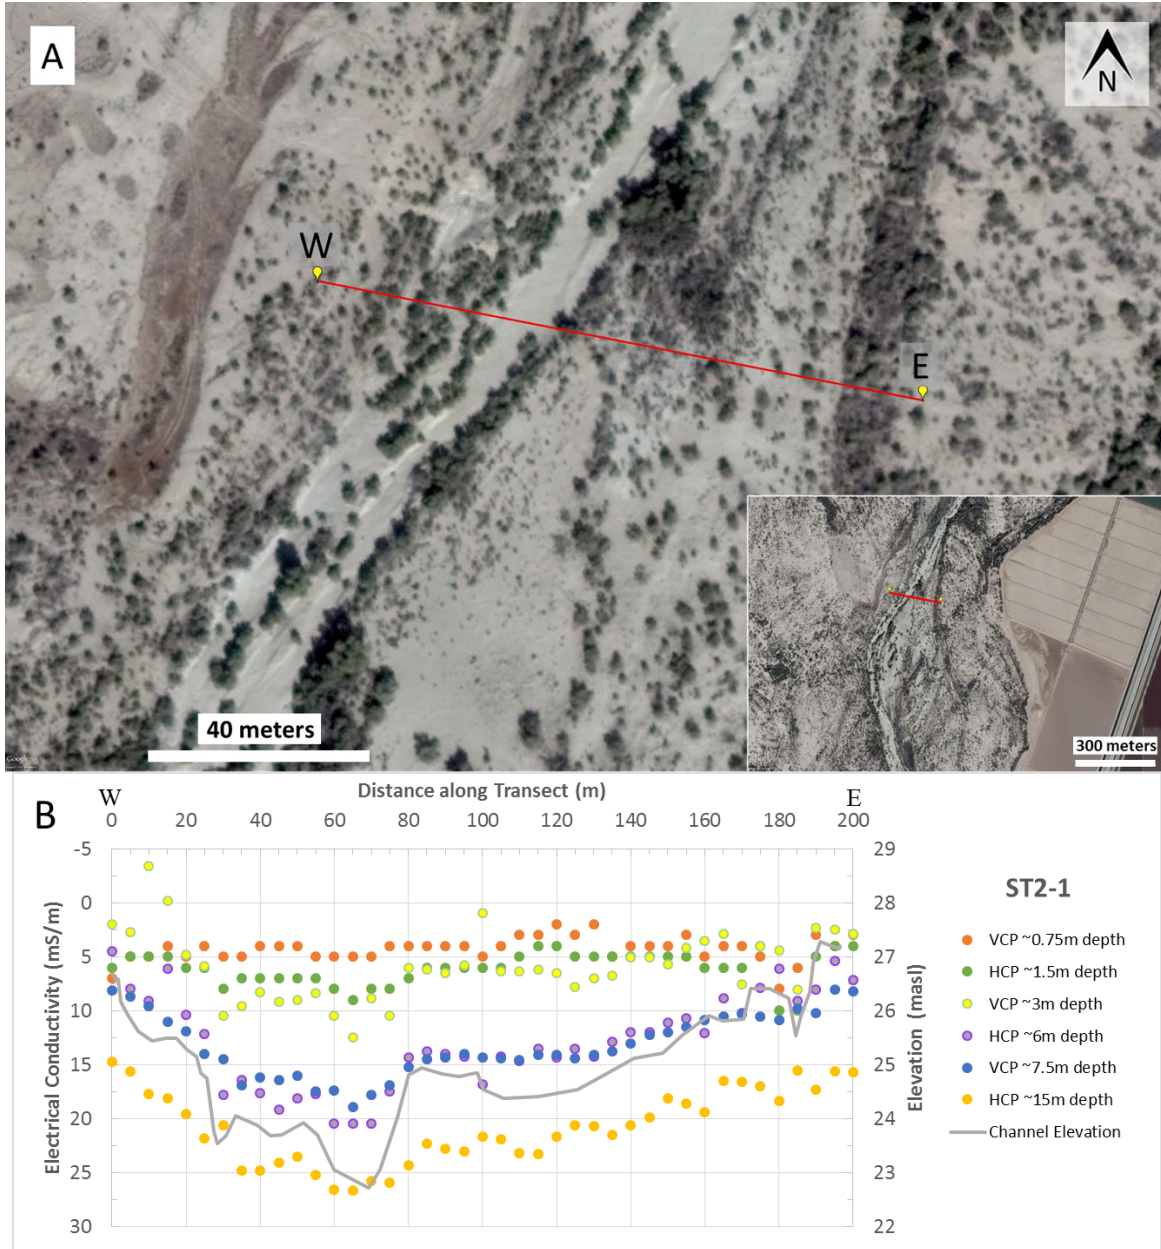 A
N
W
E
40 meters
300 meters
Google
B
W
Distance along Transect (m)
E
0 20 40 60 80 100 120 140 160 180 200
-5
0
5
10
15
20
25
30
Electrical Conductivity (mS/m)
29
28
27
26
25
24
23
22
Elevation (masl)
ST2-1
VCP ~0.75m depth
HCP ~1.5m depth
VCP ~3m depth
HCP ~6m depth
VCP ~7.5m depth
HCP ~15m depth
Channel Elevation